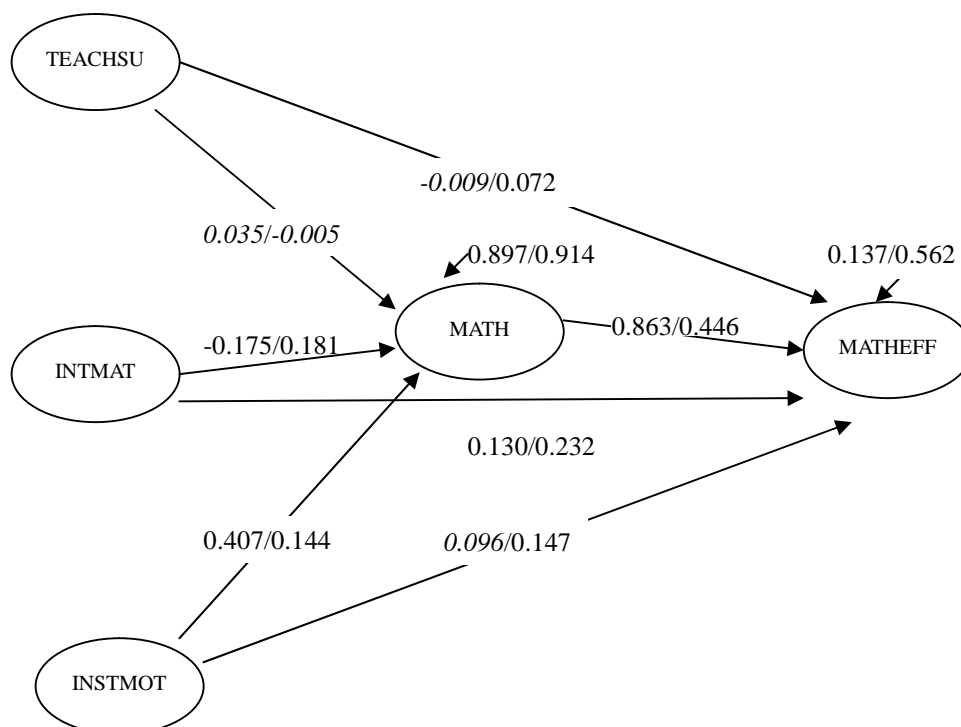 TEACHSU
-0.009/0.072
0.035/-0.005
0.897/0.914
0.137/0.562
MATH
0.863/0.446
-0.175/0.181
MATHEFF
INTMAT
0.130/0.232
0.407/0.144
0.096/0.147
INSTMOT